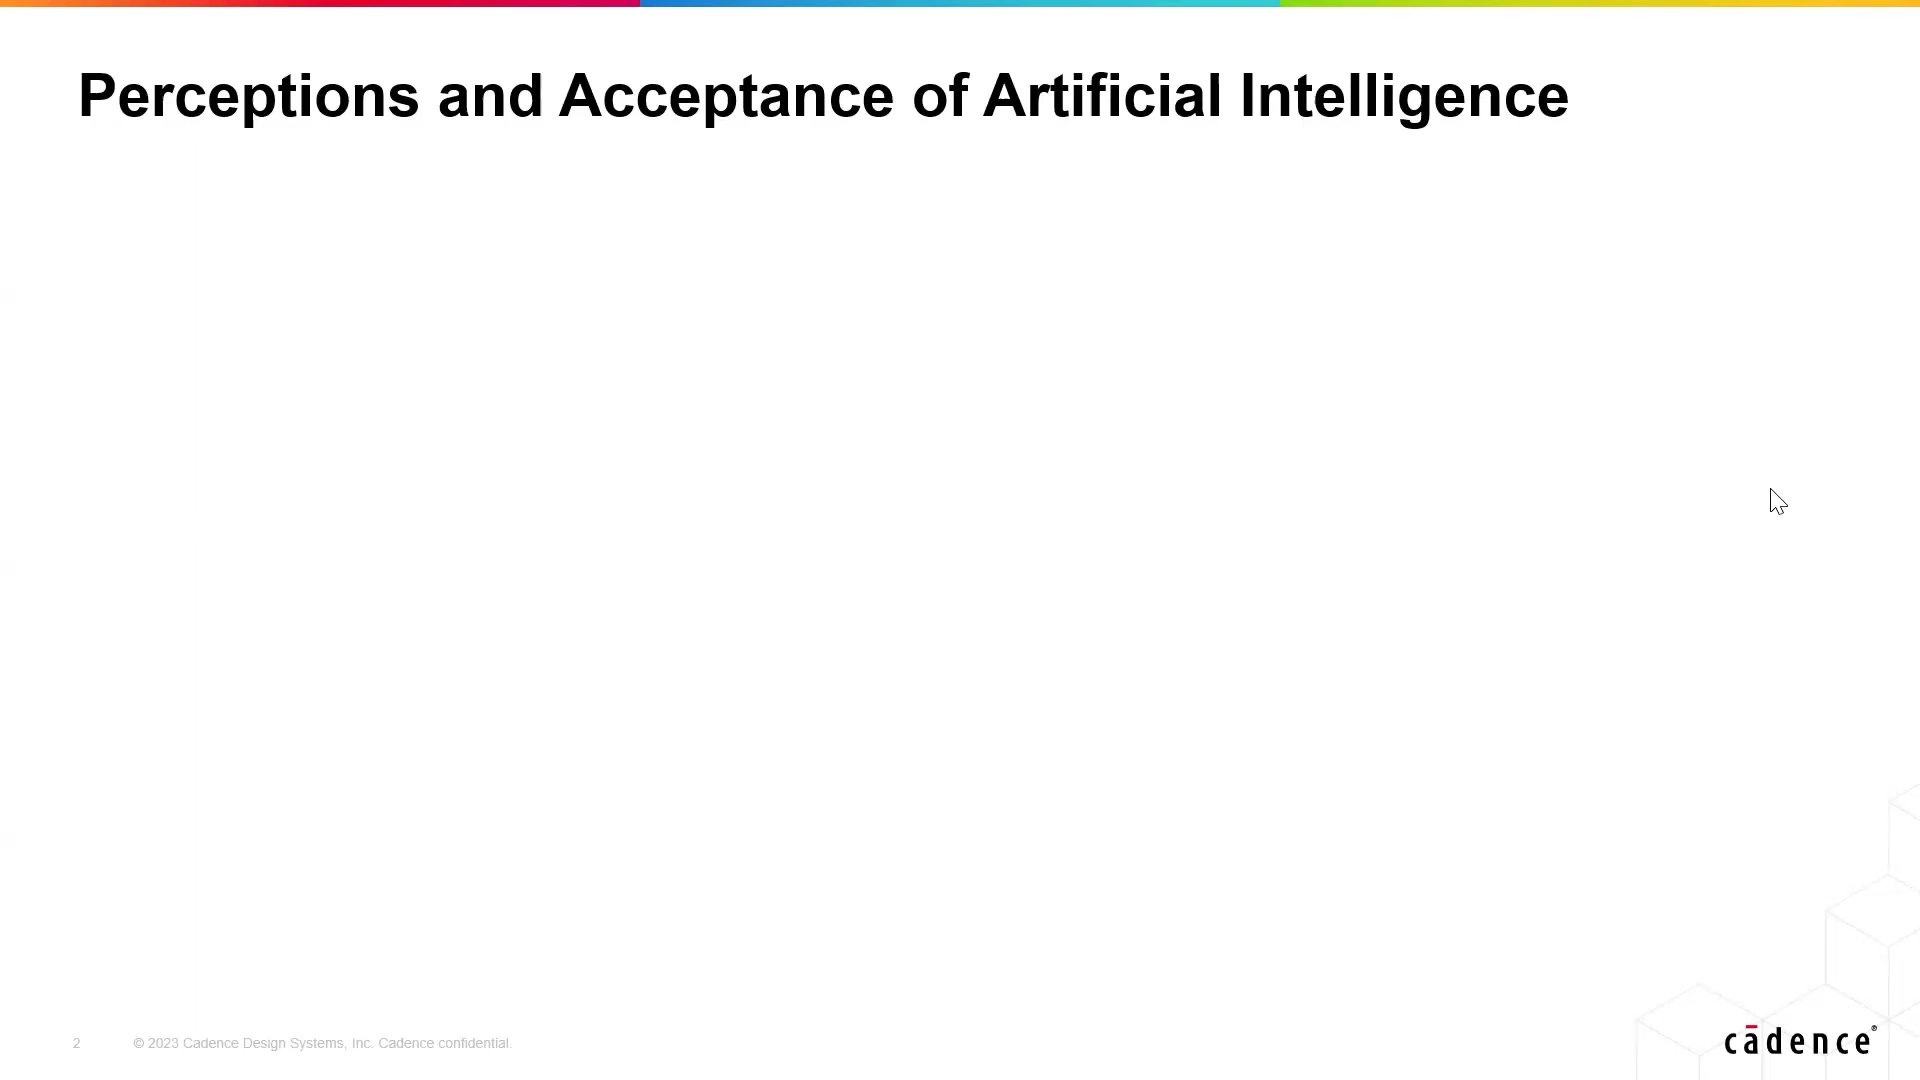 Perceptions and Acceptance of Artificial Intelligence
2 © 2023 Cadence Design Systems, Inc. Cadence confidential.
cādence®